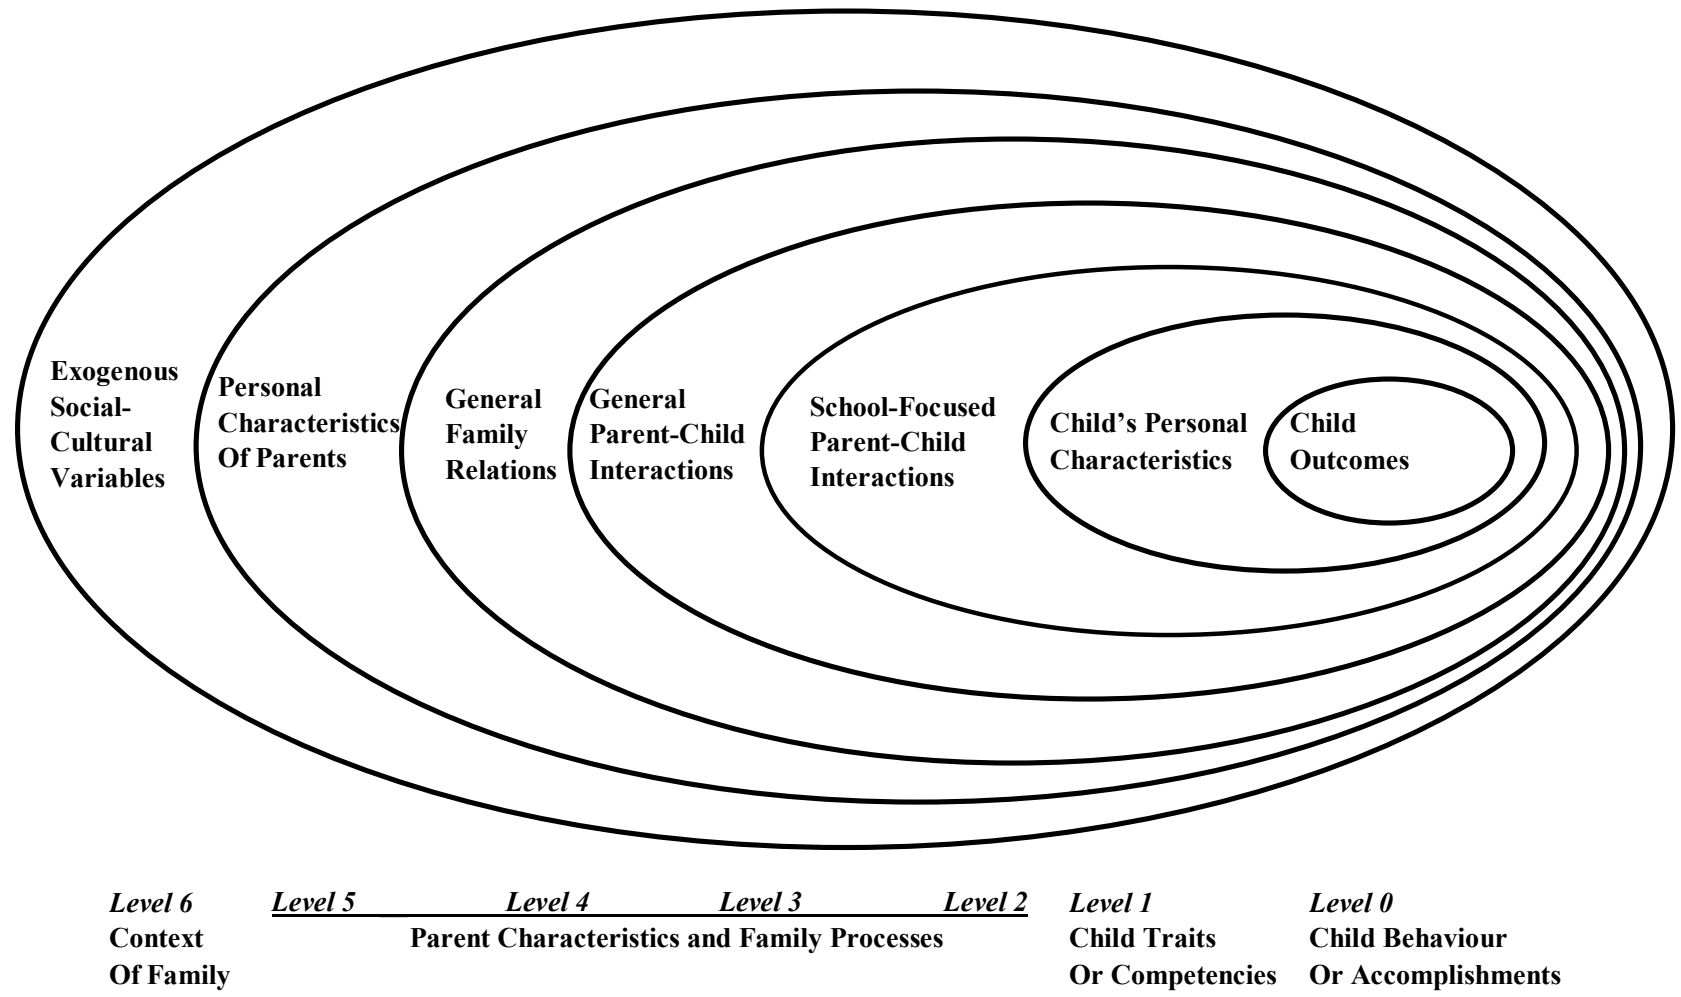 Exogenous
Social-
Cultural
Variables
Personal
Characteristics
Of Parents
General
Family
Relations
General
Parent-Child
Interactions
School-Focused
Parent-Child
Interactions
Child’s Personal
Characteristics
Child
Outcomes
Level 6 Level 5 Level 4 Level 3 Level 2 Level 1 Level 0
Context Parent Characteristics and Family Processes Child Traits Child Behaviour
Of Family Or Competencies Or Accomplishments